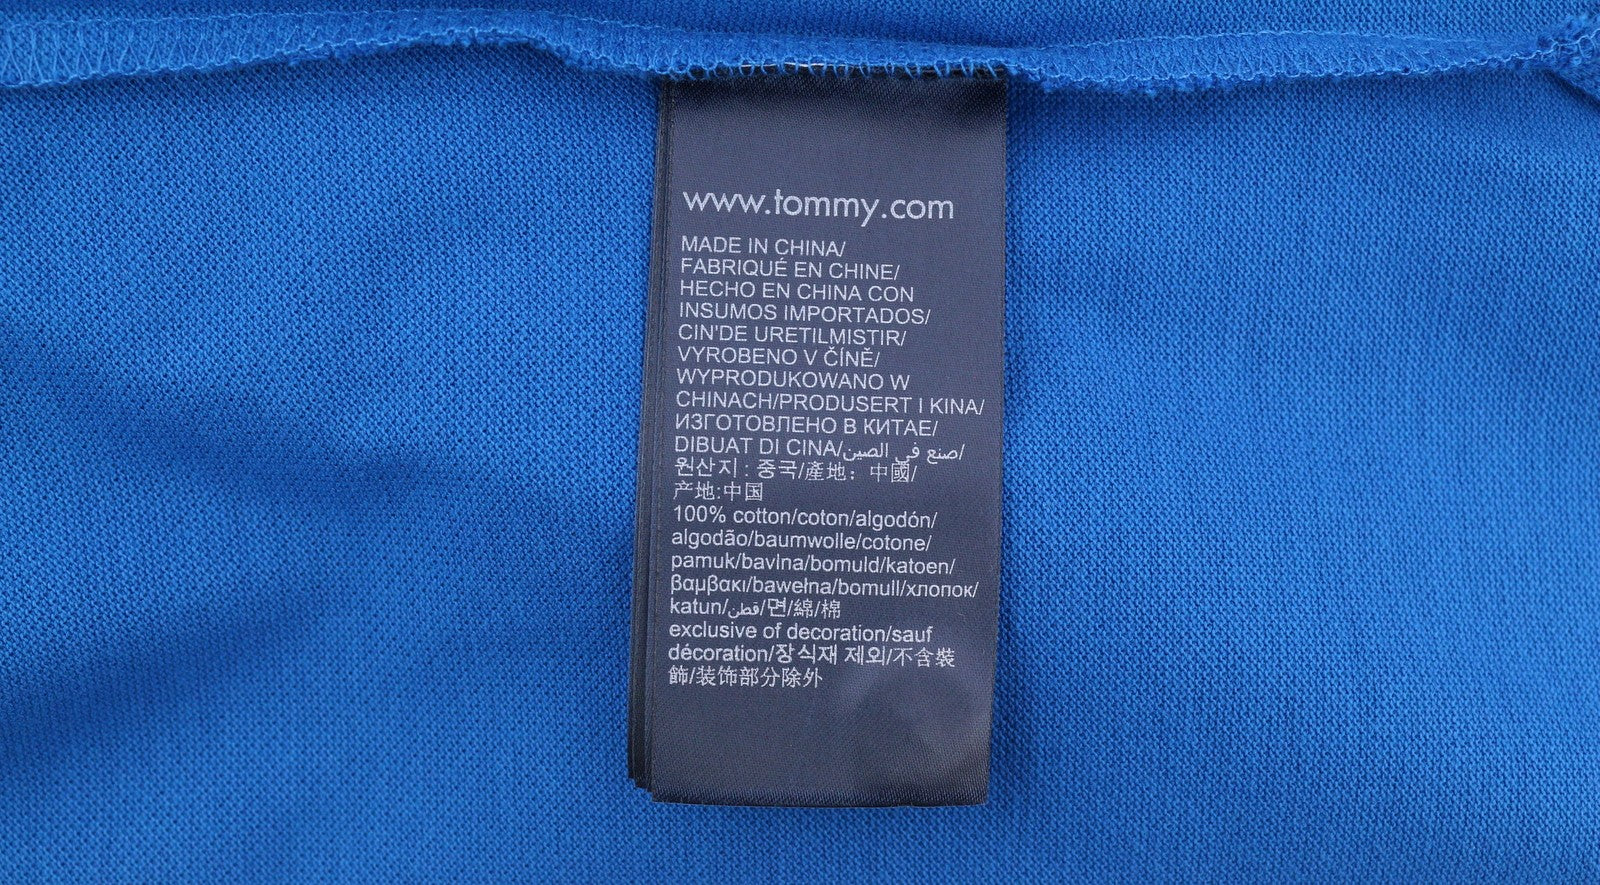 www.tommy.com
MADE IN CHINA/
FABRIQUÉ EN CHINE/
HECHO EN CHINA CON
INSUMOS IMPORTADOS/
CIN'DE URETILMISTIR/
VYROBENO V ČÍNĚ/
WYPRODUKOWANO W
CHINACH/PRODUSERT I KINA/
ИЗГОТОВЛЕНО В КИТАЕ/
DIBUAT DI CINA/صنع في الصين/
원산지 : 중국/產地：中國/
产地:中国
100% cotton/coton/algodón/
algodão/baumwolle/cotone/
pamuk/bavlna/bomuld/katoen/
βαμβακι/bawełna/bomull/хлопок/
katun/قطن/면/綿/棉
exclusive of decoration/sauf
décoration/장식재 제외/不含裝
飾/装饰部分除外